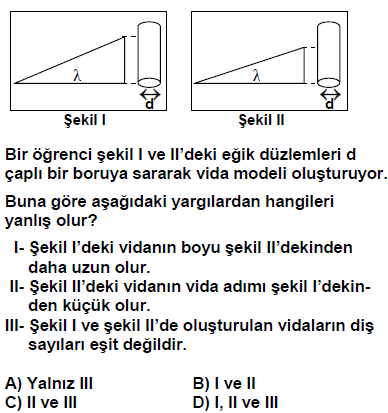 λ
d
λ
d
Şekil I
Şekil II
Bir öğrenci şekil I ve II'deki eğik düzlemleri d
çaplı bir boruya sararak vida modeli oluşturuyor.
Buna göre aşağıdaki yargılardan hangileri
yanlış olur?
I- Şekil I'deki vidanın boyu şekil II'dekinden
daha uzun olur.
II- Şekil II'deki vidanın vida adımı şekil I'dekin-
den küçük olur.
III- Şekil I ve şekil II'de oluşturulan vidaların diş
sayıları eşit değildir.
A) Yalnız III
B) I ve II
C) II ve III
D) I, II ve III